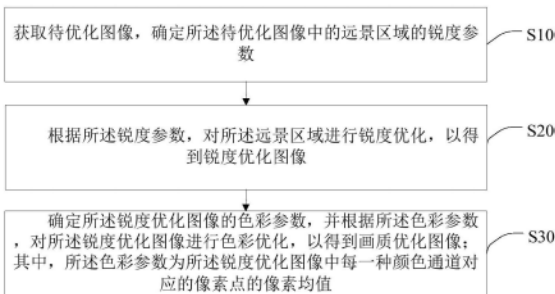 获取待优化图像，确定所述待优化图像中的远景区域的锐度参
数
S10
根据所述锐度参数，对所述远景区域进行锐度优化，以得
到锐度优化图像
S20
确定所述锐度优化图像的色彩参数，并根据所述色彩参数
，对所述锐度优化图像进行色彩优化，以得到画质优化图像；
其中，所述色彩参数为所述锐度优化图像中每一种颜色通道对
应的像素点的像素均值
S30